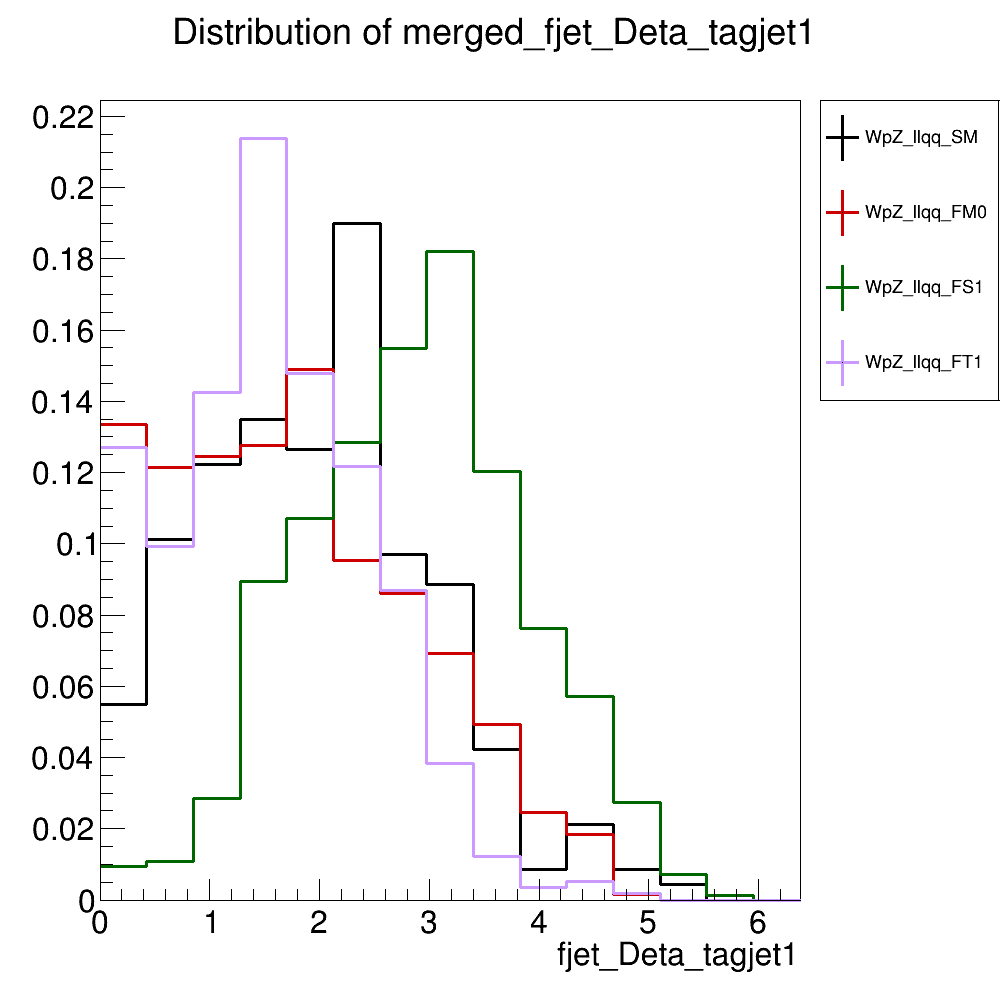 Distribution of merged_fjet_Deta_tagjet1
0.22
0.2
0.18
0.16
0.14
0.12
0.1
0.08
0.06
0.04
0.02
0
0 1 2 3 4 5 6
fjet_Deta_tagjet1
WpZ_llqq_SM
WpZ_llqq_FM0
WpZ_llqq_FS1
WpZ_llqq_FT1